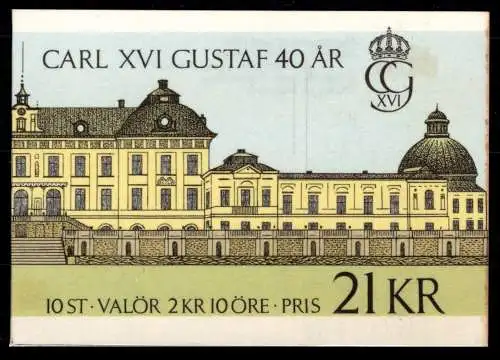 CARL XVI GUSTAF 40 ÅR
CG
XVI
10 ST · VALÖR 2 KR 10 ÖRE · PRIS 21 KR